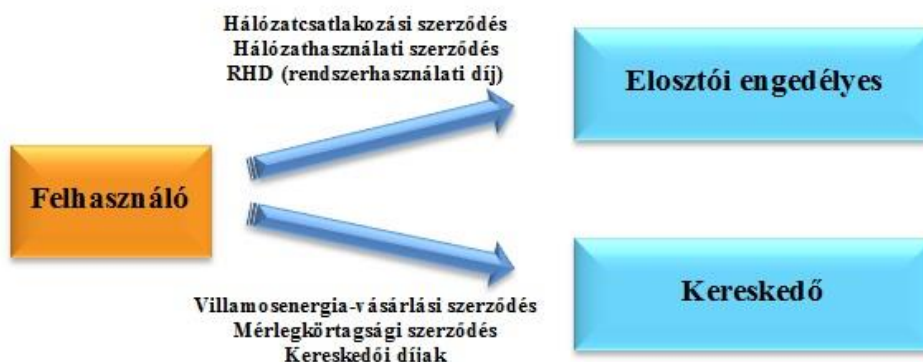 Hálózatcsatlakozási szerződés
Hálózathasználati szerződés
RHD (rendszerhasználati díj)
Elosztói engedélyes
Felhasználó
Kereskedő
Villamosenergia-vásárlási szerződés
Mérlegkörtagsági szerződés
Kereskedői díjak